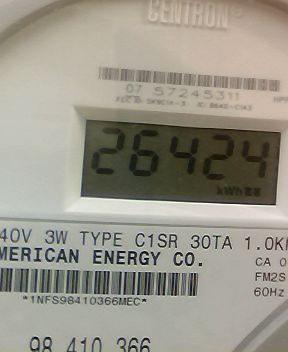 CENTRON®
07 57245311
26424
kWh
40V 3W TYPE C1SR 30TA 1.0K
MERICAN ENERGY CO.
CA 0
FM2S
60Hz
*1NFS98410366MEC*
98 410 366